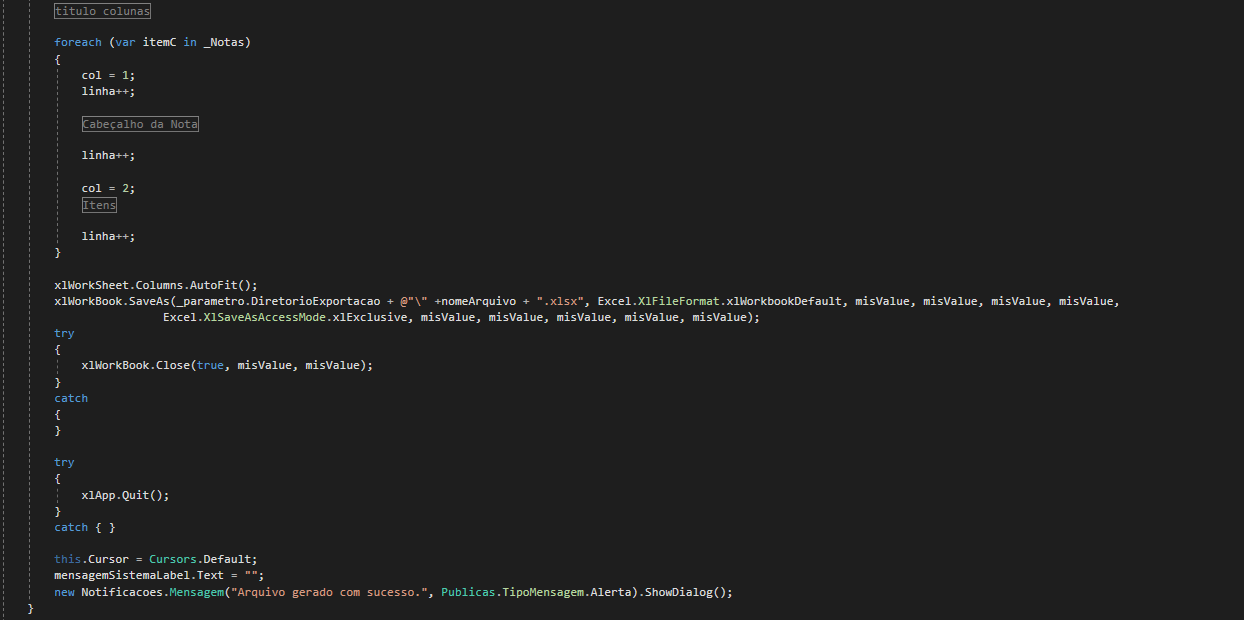 titulo colunas
foreach (var itemC in _Notas)
{
col = 1;
linha++;
Cabeçalho da Nota
linha++;
col = 2;
Itens
linha++;
}
xlWorkSheet.Columns.AutoFit();
xlWorkBook.SaveAs(_parametro.DiretorioExportacao + @"\" +nomeArquivo + ".xlsx", Excel.XlFileFormat.xlWorkbookDefault, misValue, misValue, misValue, misValue,
Excel.XlSaveAsAccessMode.xlExclusive, misValue, misValue, misValue, misValue, misValue);
try
{
xlWorkBook.Close(true, misValue, misValue);
}
catch
{
}
try
{
xlApp.Quit();
}
catch { }
this.Cursor = Cursors.Default;
mensagemSistemaLabel.Text = "";
new Notificacoes.Mensagem("Arquivo gerado com sucesso.", Publicas.TipoMensagem.Alerta).ShowDialog();
}